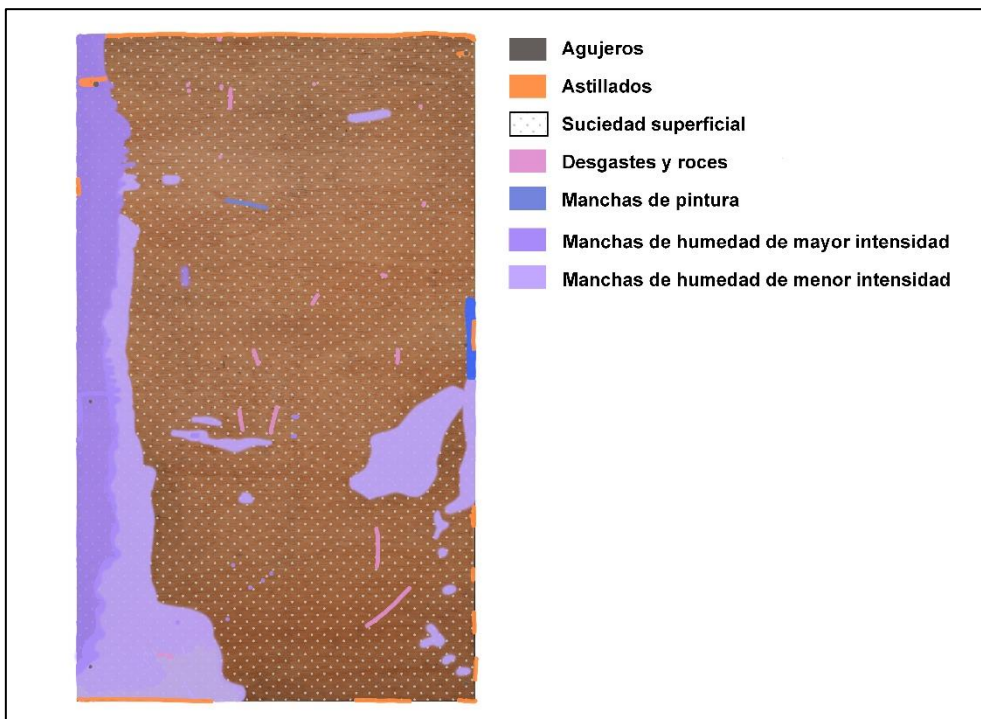 Agujeros
Astillados
Suciedad superficial
Desgastes y roces
Manchas de pintura
Manchas de humedad de mayor intensidad
Manchas de humedad de menor intensidad